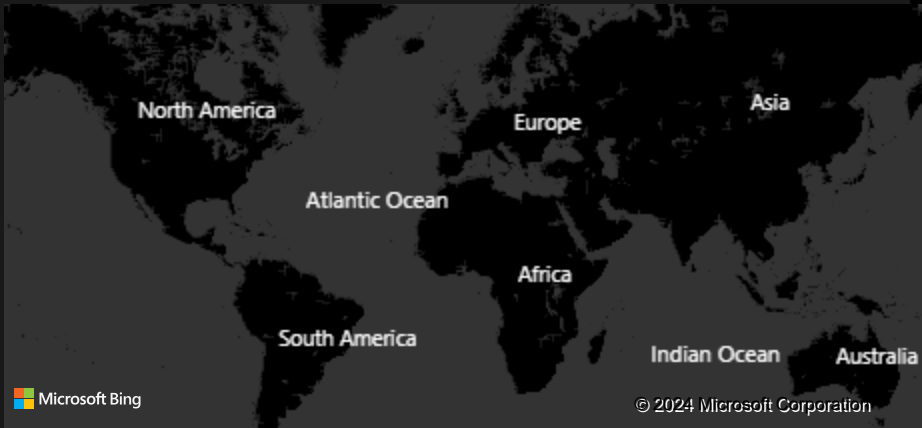 North America
Asia
Europe
Atlantic Ocean
Africa
South America
Indian Ocean
Australia
Microsoft Bing
© 2024 Microsoft Corporation